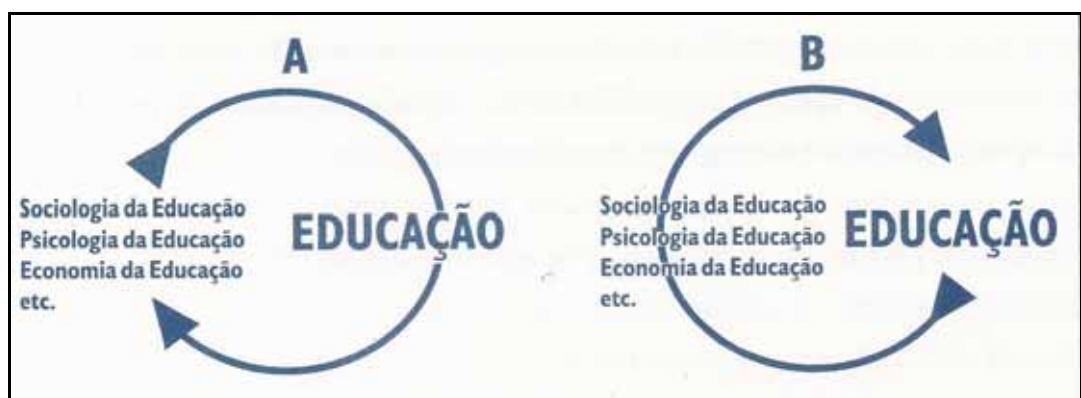 A
Sociologia da Educação
Psicologia da Educação
Economia da Educação
etc.
EDUCAÇÃO
B
Sociologia da Educação
Psicologia da Educação
Economia da Educação
etc.
EDUCAÇÃO